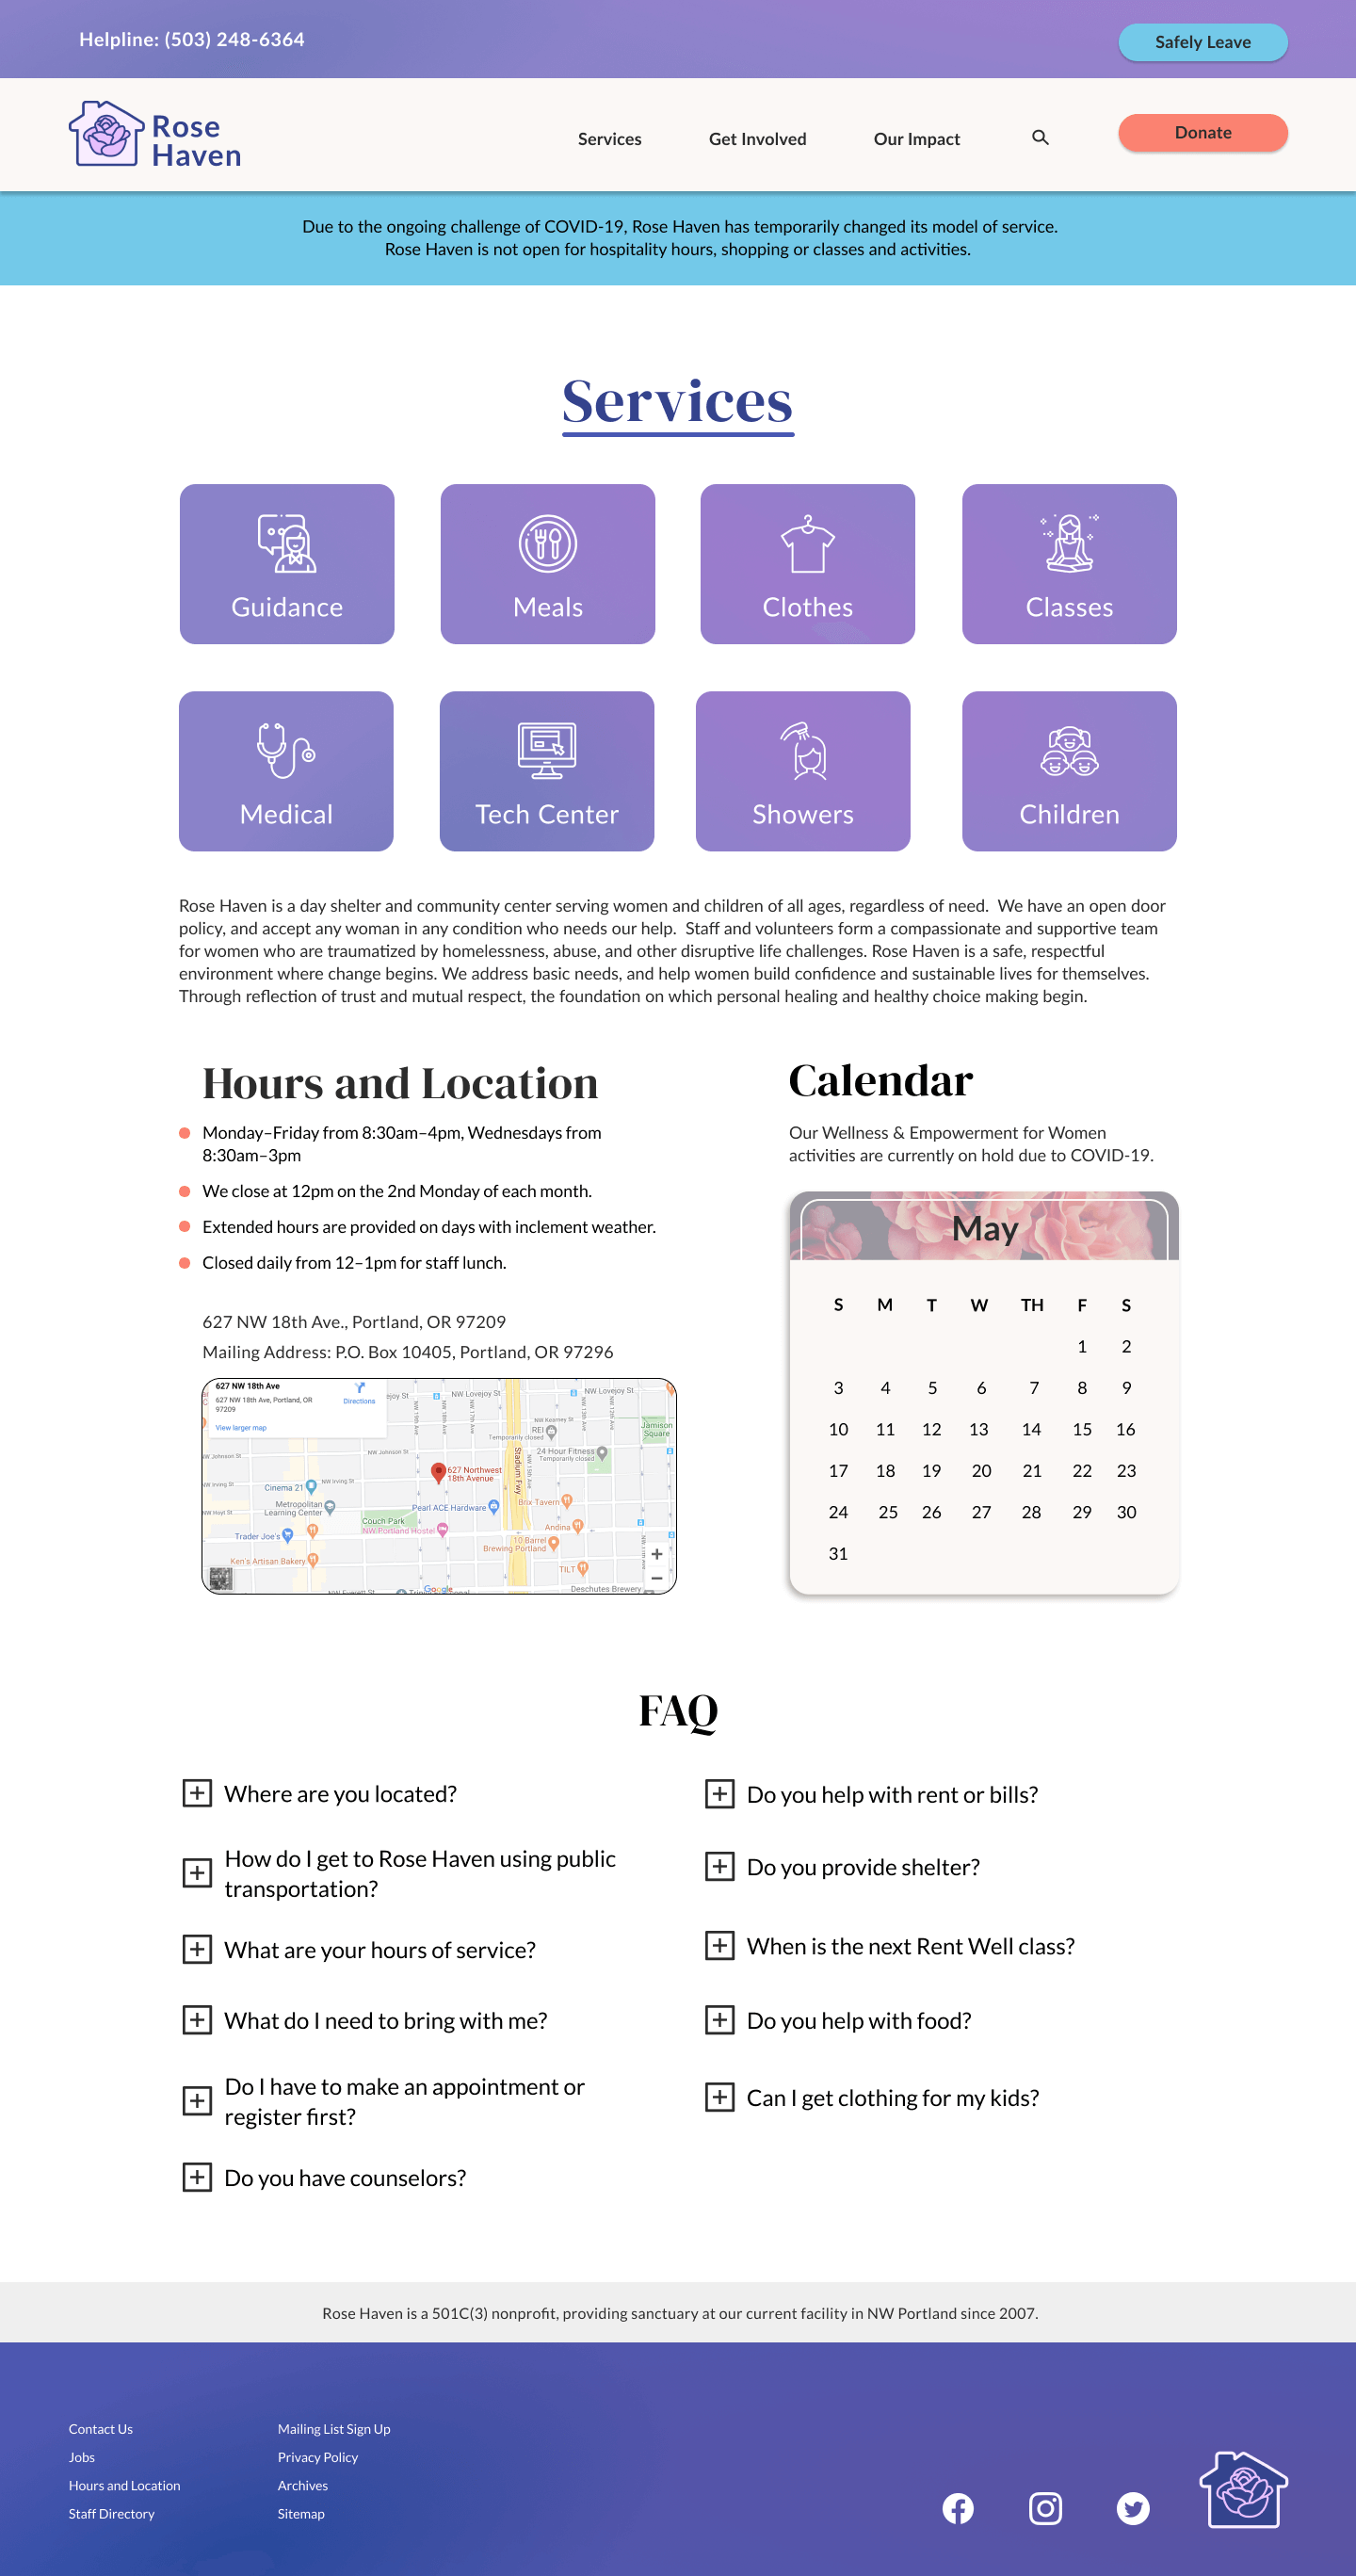 Helpline: (503) 248-6364
Safely Leave
Rose
Haven
Services
Get Involved
Our Impact
Donate
Due to the ongoing challenge of COVID-19, Rose Haven has temporarily changed its model of service.
Rose Haven is not open for hospitality hours, shopping or classes and activities.
Services
Guidance
Meals
Clothes
Classes
Medical
Tech Center
Showers
Children
Rose Haven is a day shelter and community center serving women and children of all ages, regardless of need.  We have an open door
policy, and accept any woman in any condition who needs our help.  Staff and volunteers form a compassionate and supportive team
for women who are traumatized by homelessness, abuse, and other disruptive life challenges. Rose Haven is a safe, respectful
environment where change begins. We address basic needs, and help women build confidence and sustainable lives for themselves.
Through reflection of trust and mutual respect, the foundation on which personal healing and healthy choice making begin.
Hours and Location
Monday–Friday from 8:30am–4pm, Wednesdays from
8:30am–3pm
We close at 12pm on the 2nd Monday of each month.
Extended hours are provided on days with inclement weather.
Closed daily from 12–1pm for staff lunch.
627 NW 18th Ave., Portland, OR 97209
Mailing Address: P.O. Box 10405, Portland, OR 97296
627 NW 18th Ave
627 NW 18th Ave, Portland, OR
97209
Directions
View larger map
NW Lovejoy St
NW Lovejoy St
NW Kearney St
REI
Temporarily closed
Jamison
Square
24 Hour Fitness
Temporarily closed
NW Johnson St
NW Johnson St
Stadium Fwy
627 Northwest
18th Avenue
NW Irving St
NW Irving St
Cinema 21
Metropolitan
Learning Center
Pearl ACE Hardware
Brix Tavern
NW Hoyt St
Couch Park
NW Portland Hostel
Trader Joe's
Andina
10 Barrel
Brewing Portland
Ken's Artisan Bakery
TILT
Google
Deschutes Brewery
Calendar
Our Wellness & Empowerment for Women
activities are currently on hold due to COVID-19.
May
S M T W TH F S
1 2
3 4 5 6 7 8 9
10 11 12 13 14 15 16
17 18 19 20 21 22 23
24 25 26 27 28 29 30
31
FAQ
Where are you located?
How do I get to Rose Haven using public
transportation?
What are your hours of service?
What do I need to bring with me?
Do I have to make an appointment or
register first?
Do you have counselors?
Do you help with rent or bills?
Do you provide shelter?
When is the next Rent Well class?
Do you help with food?
Can I get clothing for my kids?
Rose Haven is a 501C(3) nonprofit, providing sanctuary at our current facility in NW Portland since 2007.
Contact Us
Jobs
Hours and Location
Staff Directory
Mailing List Sign Up
Privacy Policy
Archives
Sitemap